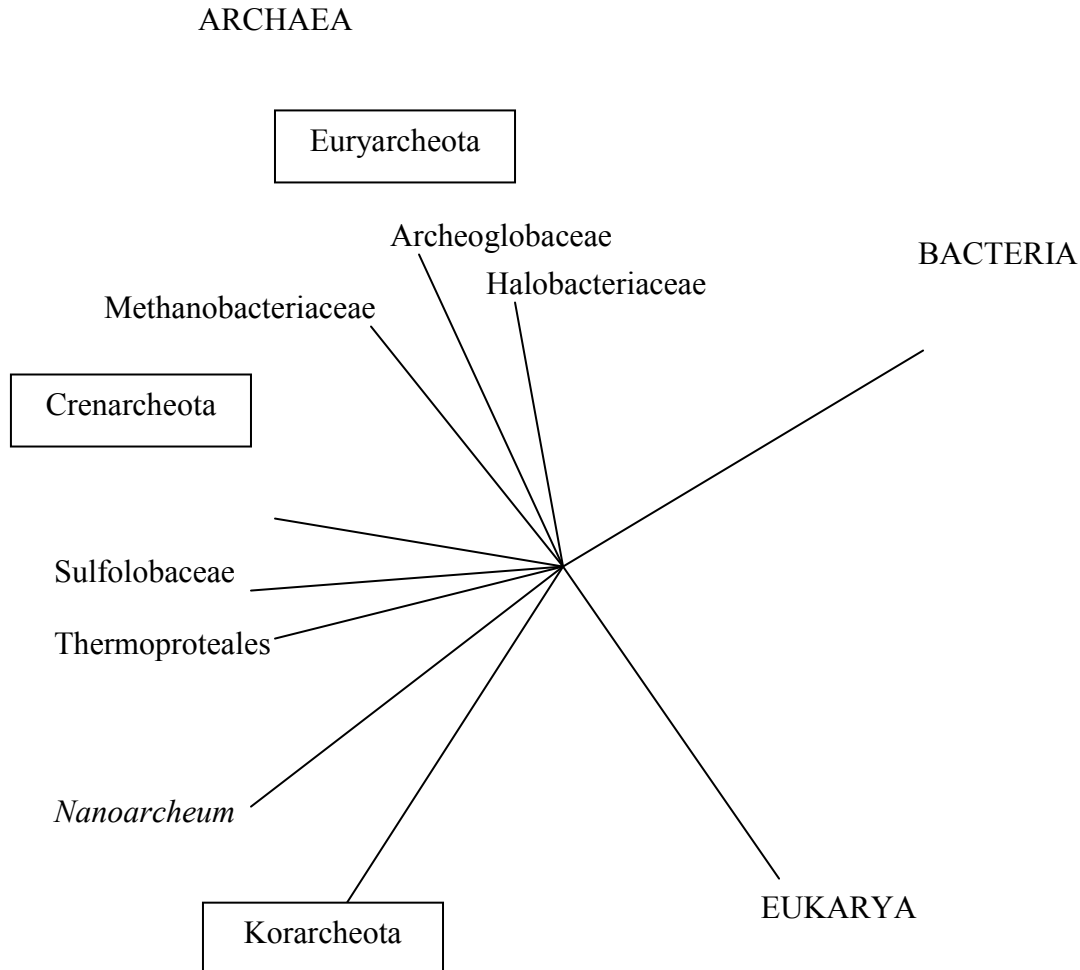 ARCHAEA
Euryarcheota
Archeoglobaceae
BACTERIA
Halobacteriaceae
Methanobacteriaceae
Crenarcheota
Sulfolobaceae
Thermoproteales
Nanoarcheum
EUKARYA
Korarcheota